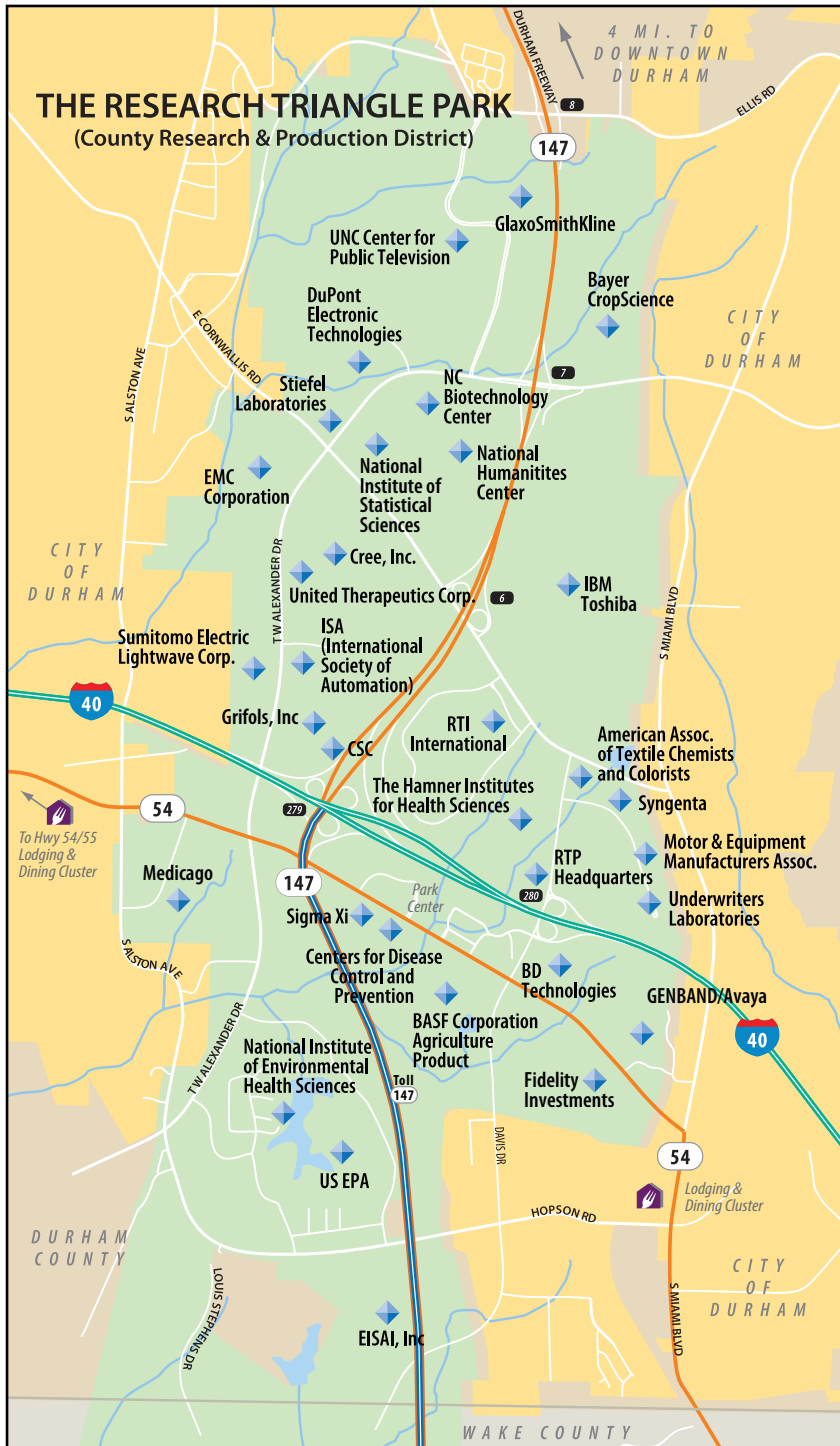 4 MI. TO
DOWNTOWN
DURHAM
DURHAM FREEWAY
8
ELLIS RD
THE RESEARCH TRIANGLE PARK
(County Research & Production District)
147
GlaxoSmithKline
UNC Center for
Public Television
Bayer
CropScience
DuPont
Electronic
Technologies
CITY
OF
DURHAM
E CORNWALLIS RD
S ALSTON AVE
7
Stiefel
Laboratories
NC
Biotechnology
Center
EMC
Corporation
National
Institute of
Statistical
Sciences
National
Humanitites
Center
CITY
OF
DURHAM
T W ALEXANDER DR
Cree, Inc.
United Therapeutics Corp.
6
IBM
Toshiba
S MIAMI BLVD
Sumitomo Electric
Lightwave Corp.
ISA
(International
Society of
Automation)
40
Grifols, Inc
CSC
RTI
International
American Assoc.
of Textile Chemists
and Colorists
The Hamner Institutes
for Health Sciences
Syngenta
54
279
To Hwy 54/55
Lodging &
Dining Cluster
Motor & Equipment
Manufacturers Assoc.
RTP
Headquarters
Medicago
147
Park
Center
280
Underwriters
Laboratories
Sigma Xi
S ALSTON AVE
Centers for Disease
Control and
Prevention
BD
Technologies
GENBAND/Avaya
T W ALEXANDER DR
BASF Corporation
Agriculture
Product
40
National Institute
of Environmental
Health Sciences
Toll
147
Fidelity
Investments
DAVIS DR
US EPA
54
Lodging &
Dining Cluster
HOPSON RD
DURHAM
COUNTY
LOUIS STEPHENS DR
CITY
OF
DURHAM
S MIAMI BLVD
EISAI, Inc
WAKE COUNTY